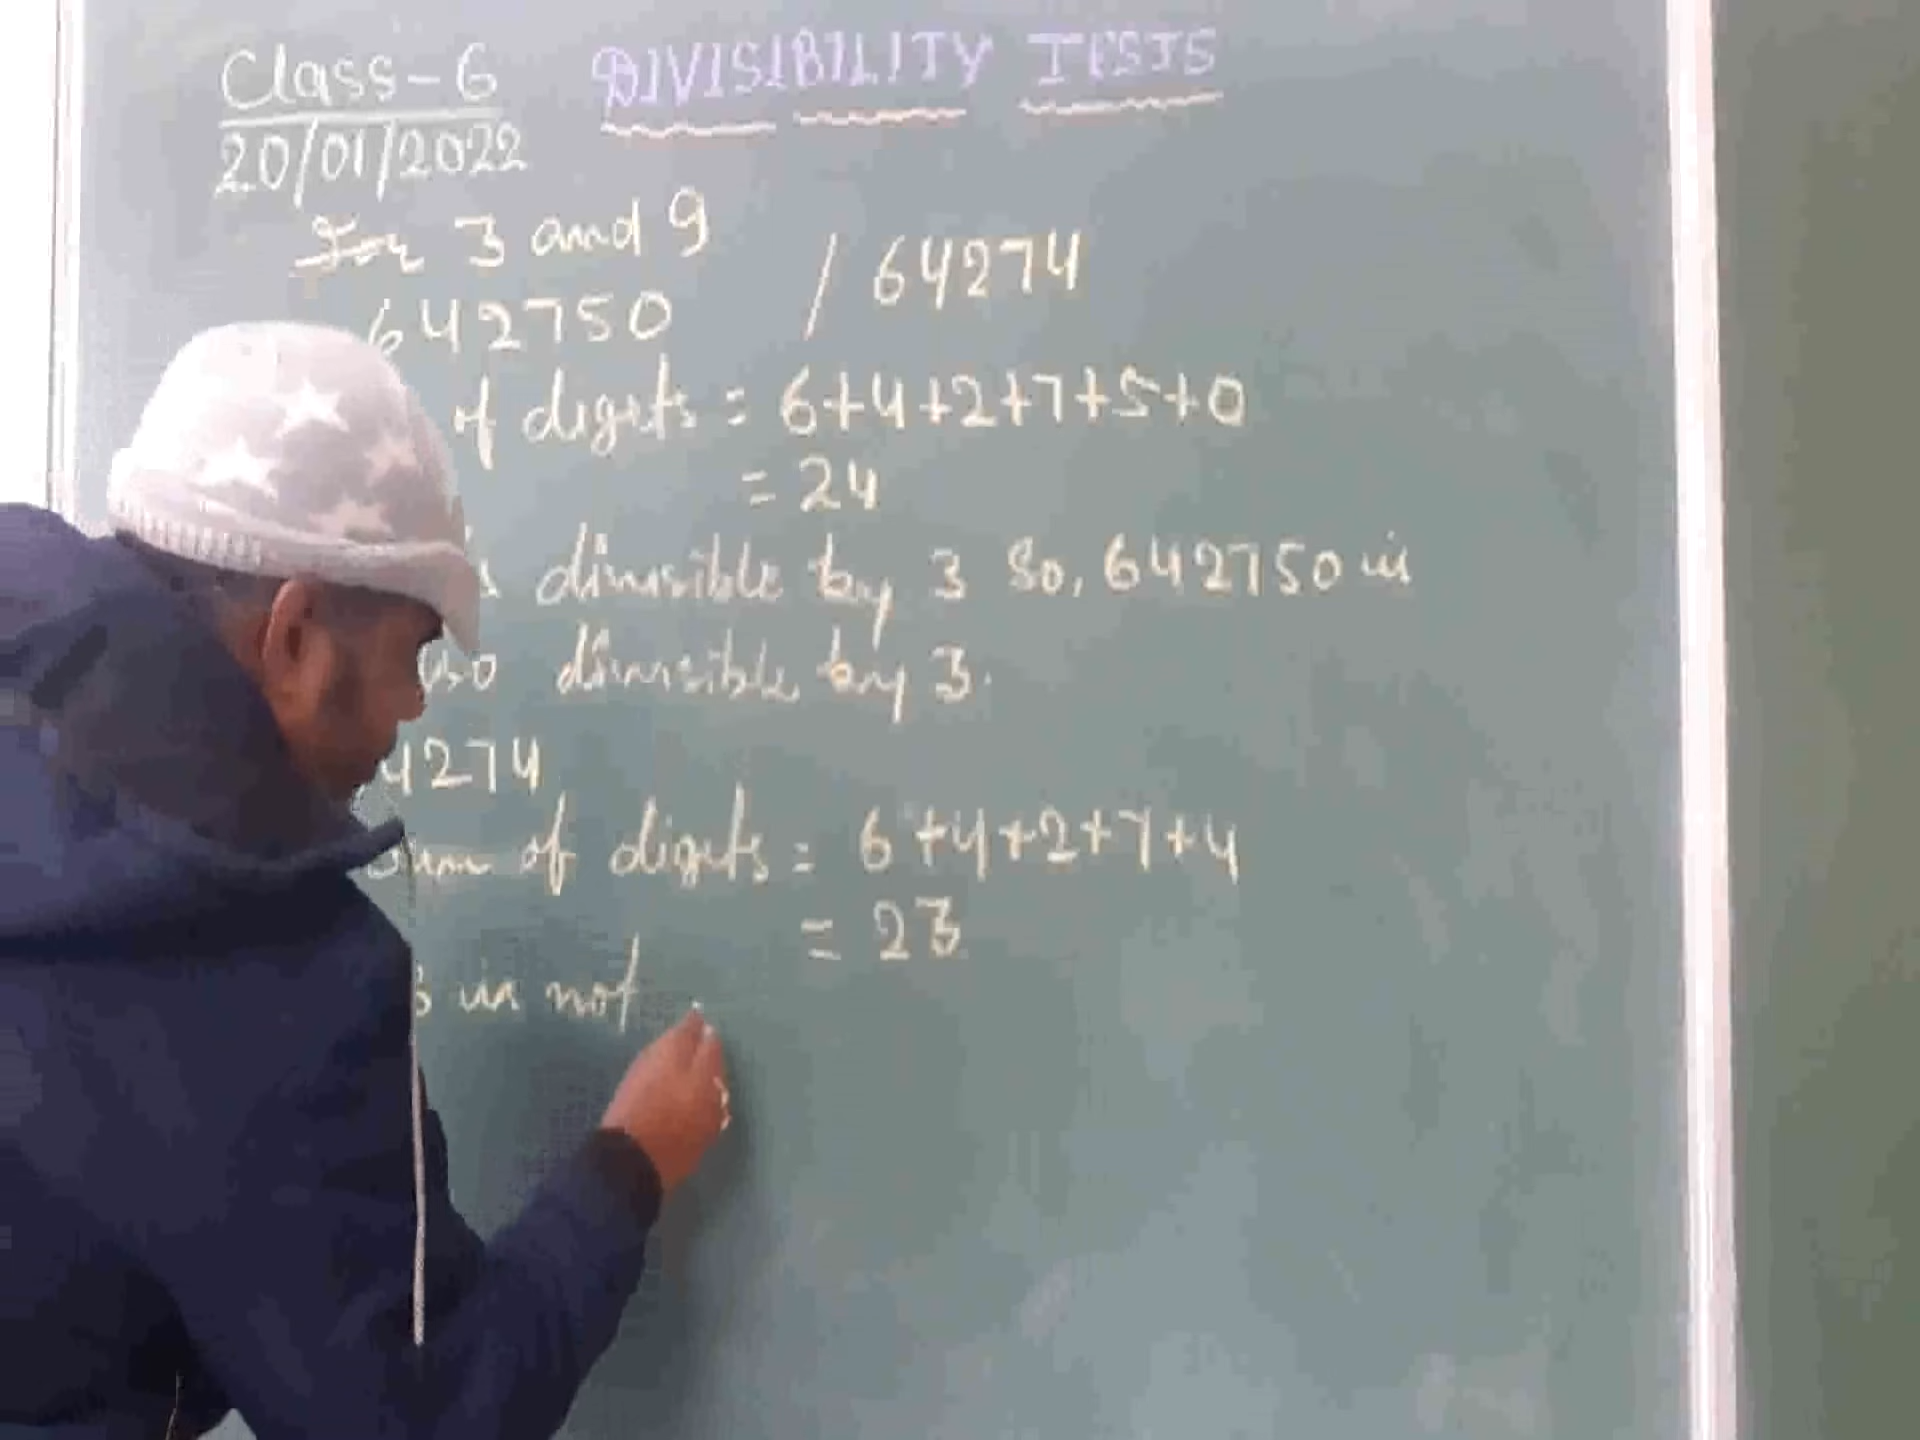 Class-6 DIVISIBILITY TESTS
20/01/2022
For 3 and 9
642750 / 64274
of digits = 6+4+2+7+5+0
= 24
divisible by 3 So, 642750 is
divisible by 3.
4274
Sum of digits = 6+4+2+7+4
= 23
3 is not